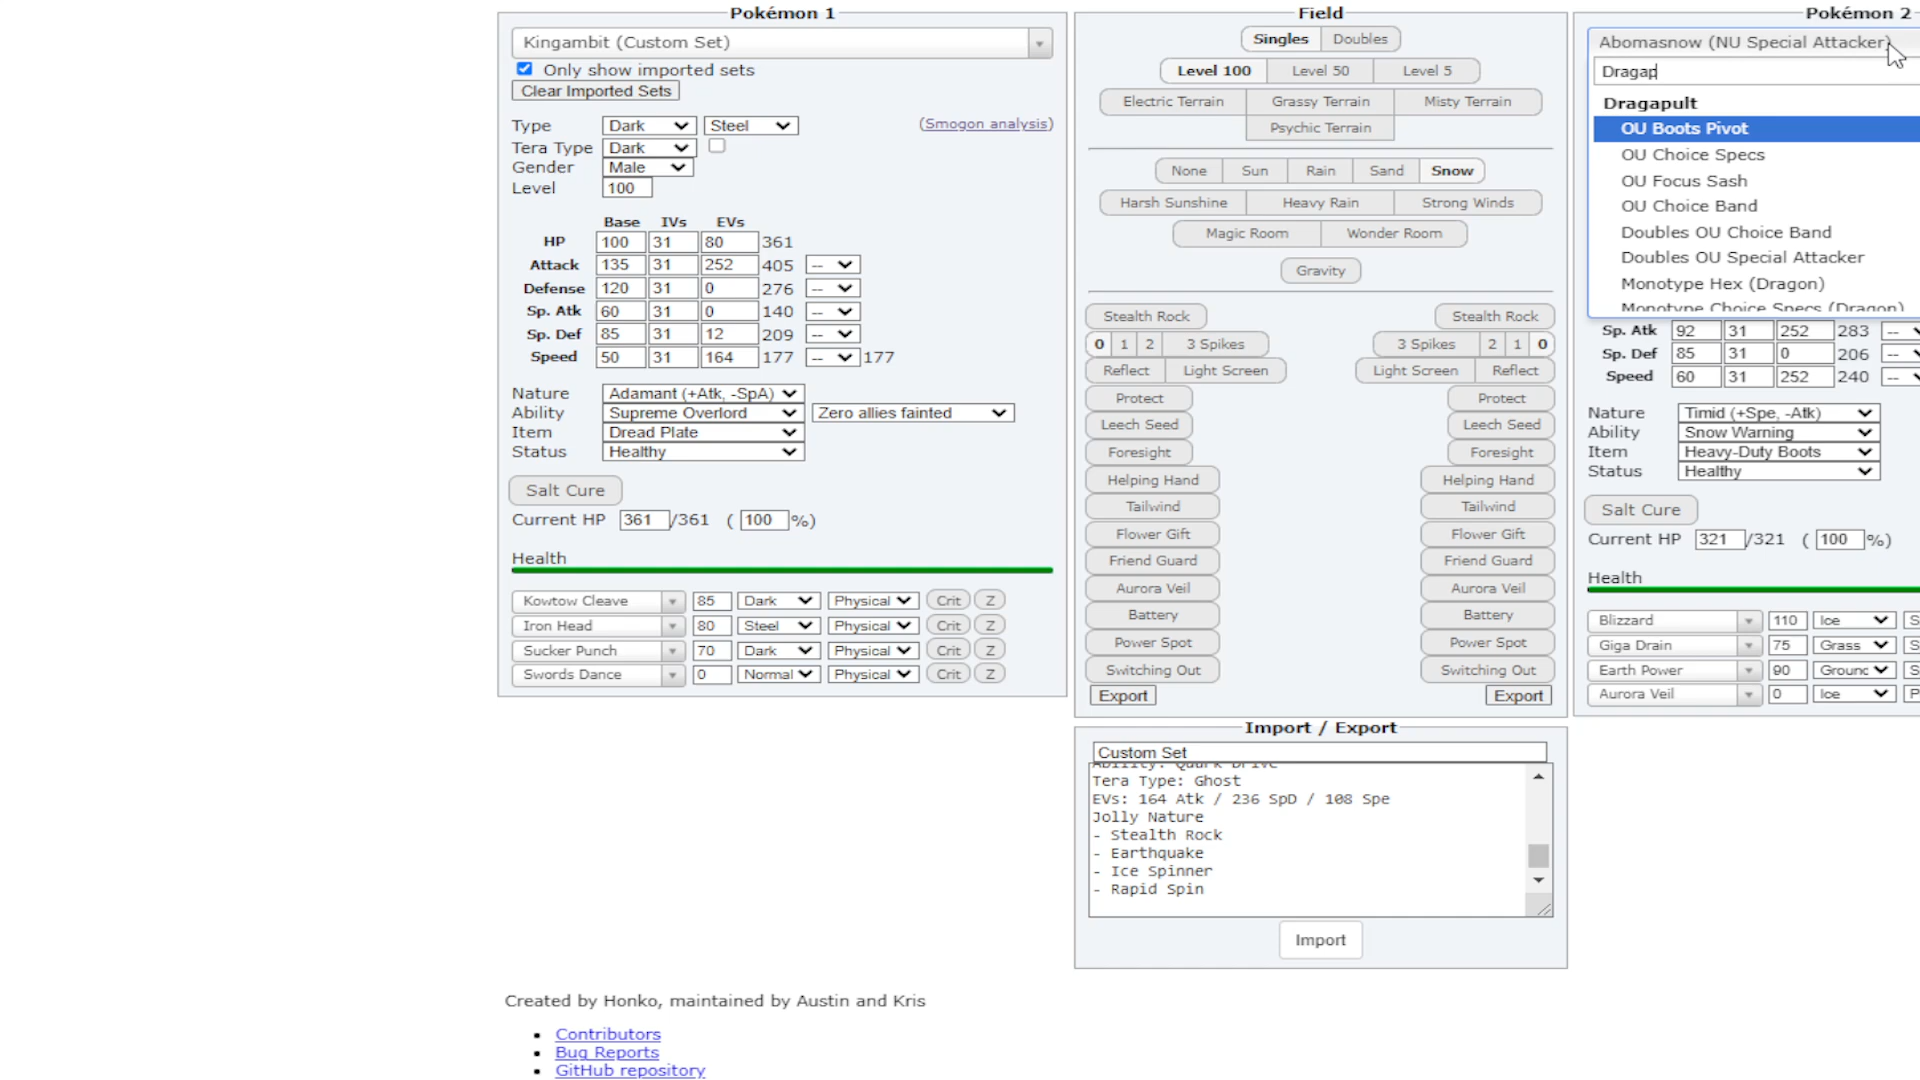 Pokémon 1
Kingambit (Custom Set)
Only show imported sets
Clear Imported Sets
Type Dark Steel (Smogon analysis)
Tera Type Dark
Gender Male
Level 100
Base IVs EVs
HP 100 31 80 361
Attack 135 31 252 405 --
Defense 120 31 0 276 --
Sp. Atk 60 31 0 140 --
Sp. Def 85 31 12 209 --
Speed 50 31 164 177 -- 177
Nature Adamant (+Atk, -SpA)
Ability Supreme Overlord Zero allies fainted
Item Dread Plate
Status Healthy
Salt Cure
Current HP 361 /361 ( 100 %)
Health
Kowtow Cleave 85 Dark Physical Crit Z
Iron Head 80 Steel Physical Crit Z
Sucker Punch 70 Dark Physical Crit Z
Swords Dance 0 Normal Physical Crit Z
Field
Singles Doubles
Level 100 Level 50 Level 5
Electric Terrain Grassy Terrain Misty Terrain
Psychic Terrain
None Sun Rain Sand Snow
Harsh Sunshine Heavy Rain Strong Winds
Magic Room Wonder Room
Gravity
Stealth Rock Stealth Rock
0 1 2 3 Spikes 3 Spikes 2 1 0
Reflect Light Screen Light Screen Reflect
Protect Protect
Leech Seed Leech Seed
Foresight Foresight
Helping Hand Helping Hand
Tailwind Tailwind
Flower Gift Flower Gift
Friend Guard Friend Guard
Aurora Veil Aurora Veil
Battery Battery
Power Spot Power Spot
Switching Out Switching Out
Export Export
Import / Export
Custom Set
Ability: Quark Drive
Tera Type: Ghost
EVs: 164 Atk / 236 SpD / 108 Spe
Jolly Nature
- Stealth Rock
- Earthquake
- Ice Spinner
- Rapid Spin
Import
Pokémon 2
Abomasnow (NU Special Attacker)
Dragap
Dragapult
OU Boots Pivot
OU Choice Specs
OU Focus Sash
OU Choice Band
Doubles OU Choice Band
Doubles OU Special Attacker
Monotype Hex (Dragon)
Monotype Choice Specs (Dragon)
Sp. Atk 92 31 252 283 --
Sp. Def 85 31 0 206 --
Speed 60 31 252 240 --
Nature Timid (+Spe, -Atk)
Ability Snow Warning
Item Heavy-Duty Boots
Status Healthy
Salt Cure
Current HP 321 /321 ( 100 %)
Health
Blizzard 110 Ice S
Giga Drain 75 Grass S
Earth Power 90 Grounc S
Aurora Veil 0 Ice P
Created by Honko, maintained by Austin and Kris
• Contributors
• Bug Reports
• GitHub repository